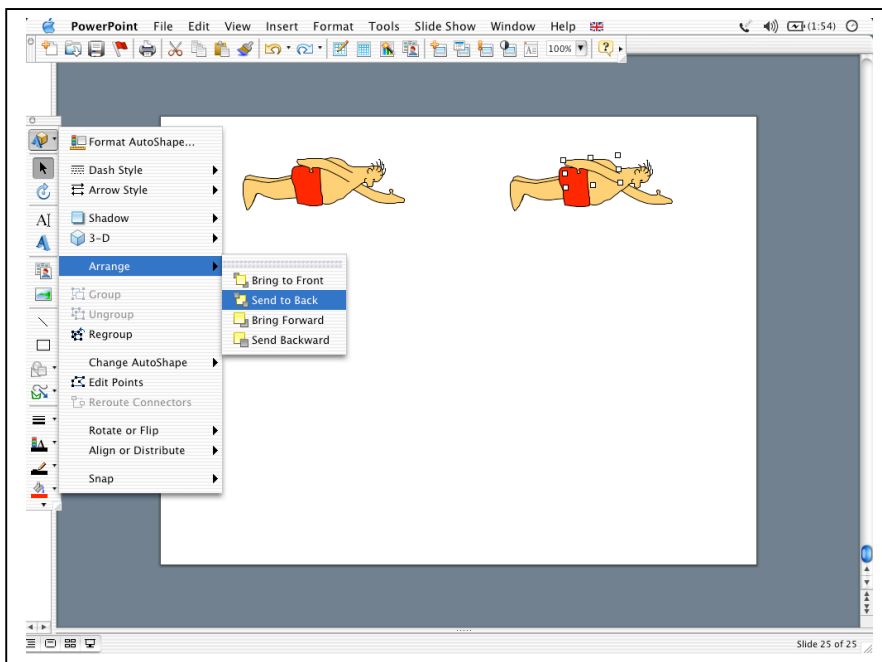 PowerPoint File Edit View Insert Format Tools Slide Show Window Help (1:54)
100%
Format AutoShape...
Dash Style
Arrow Style
AI
Shadow
A
3-D
Arrange
Bring to Front
Group
Send to Back
Ungroup
Bring Forward
Regroup
Send Backward
Change AutoShape
Edit Points
Reroute Connectors
Rotate or Flip
Align or Distribute
Snap
Slide 25 of 25